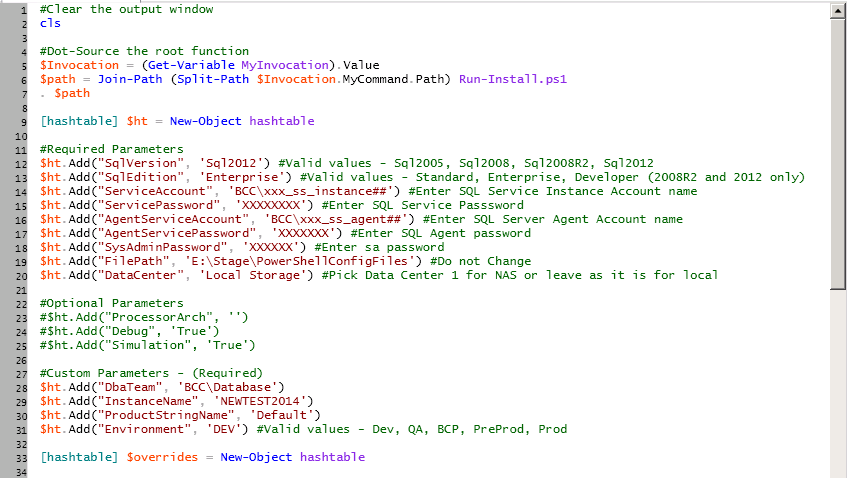 1 #Clear the output window
2 cls
3
4 #Dot-Source the root function
5 $Invocation = (Get-Variable MyInvocation).Value
6 $path = Join-Path (Split-Path $Invocation.MyCommand.Path) Run-Install.ps1
7 . $path
8
9 [hashtable] $ht = New-Object hashtable
10
11 #Required Parameters
12 $ht.Add("SqlVersion", 'Sql2012') #Valid values - Sql2005, Sql2008, Sql2008R2, Sql2012
13 $ht.Add("SqlEdition", 'Enterprise') #Valid values - Standard, Enterprise, Developer (2008R2 and 2012 only)
14 $ht.Add("ServiceAccount", 'BCC\xxx_ss_instance##') #Enter SQL Service Instance Account name
15 $ht.Add("ServicePassword", 'XXXXXXXX') #Enter SQL Service Passsword
16 $ht.Add("AgentServiceAccount", 'BCC\xxx_ss_agent##') #Enter SQL Server Agent Account name
17 $ht.Add("AgentServicePassword", 'XXXXXXX') #Enter SQL Agent password
18 $ht.Add("SysAdminPassword", 'XXXXXX') #Enter sa password
19 $ht.Add("FilePath", 'E:\Stage\PowerShellConfigFiles') #Do not Change
20 $ht.Add("DataCenter", 'Local Storage') #Pick Data Center 1 for NAS or leave as it is for local
21
22 #Optional Parameters
23 #$ht.Add("ProcessorArch", '')
24 #$ht.Add("Debug", 'True')
25 #$ht.Add("Simulation", 'True')
26
27 #Custom Parameters - (Required)
28 $ht.Add("DbaTeam", 'BCC\Database')
29 $ht.Add("InstanceName", 'NEWTEST2014')
30 $ht.Add("ProductStringName", 'Default')
31 $ht.Add("Environment", 'DEV') #Valid values - Dev, QA, BCP, PreProd, Prod
32
33 [hashtable] $overrides = New-Object hashtable
34